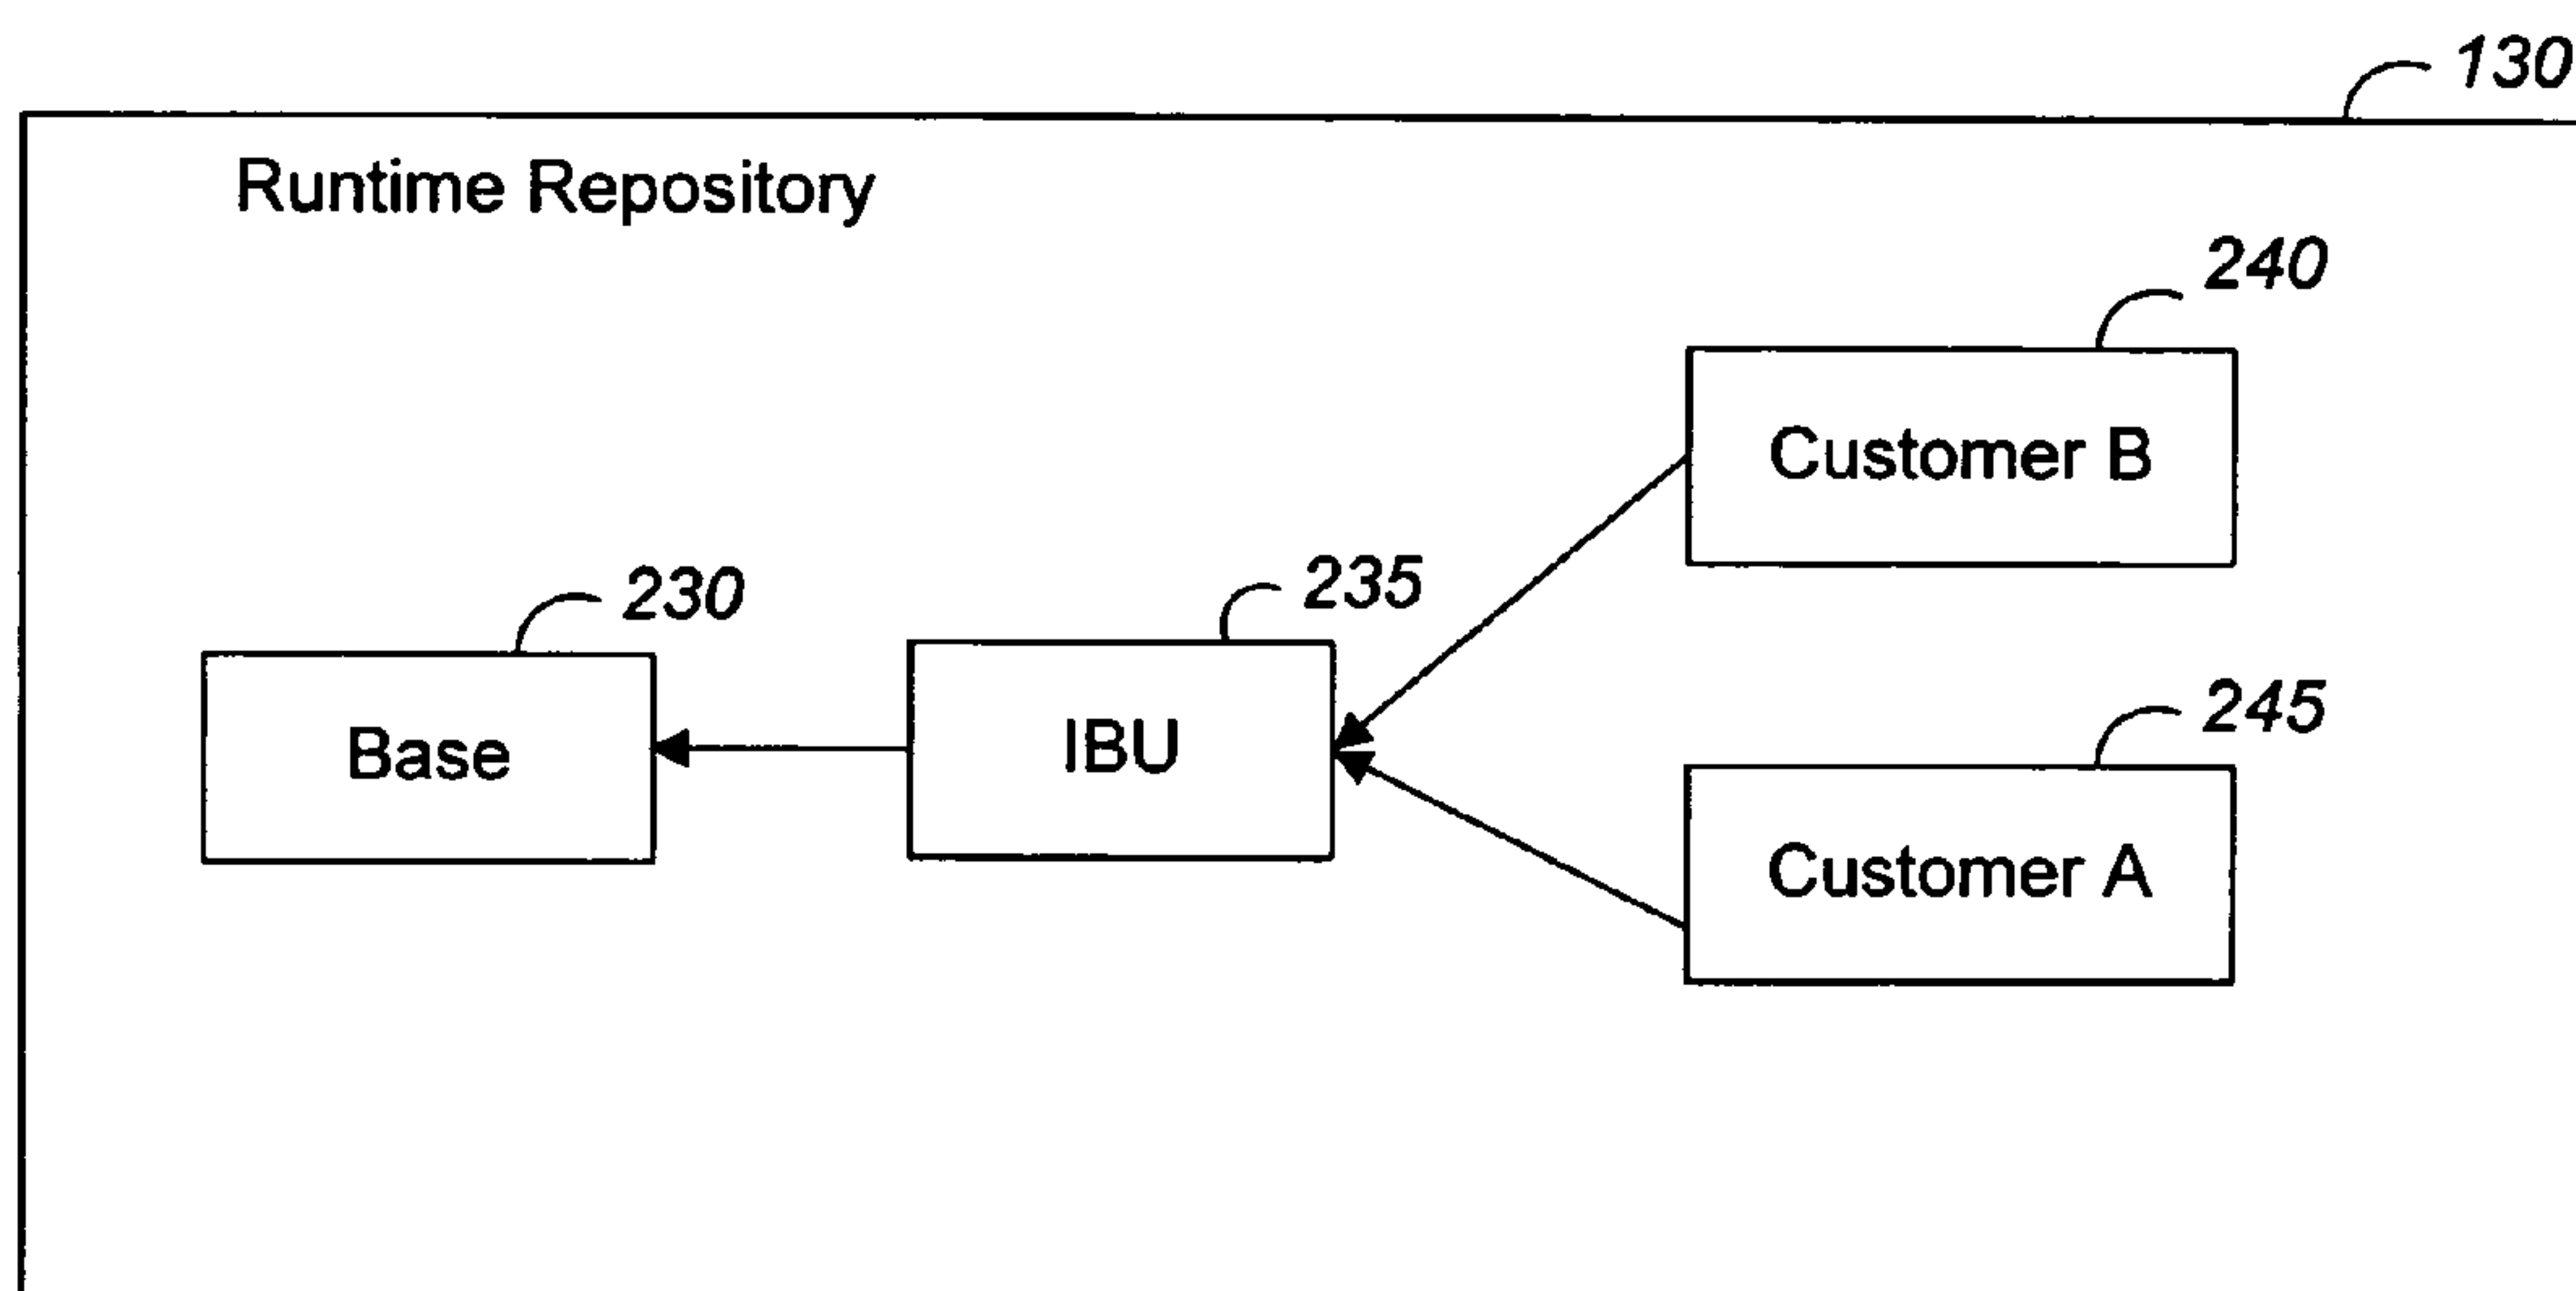 130
Runtime Repository
240
Customer B
230
235
Base
IBU
245
Customer A